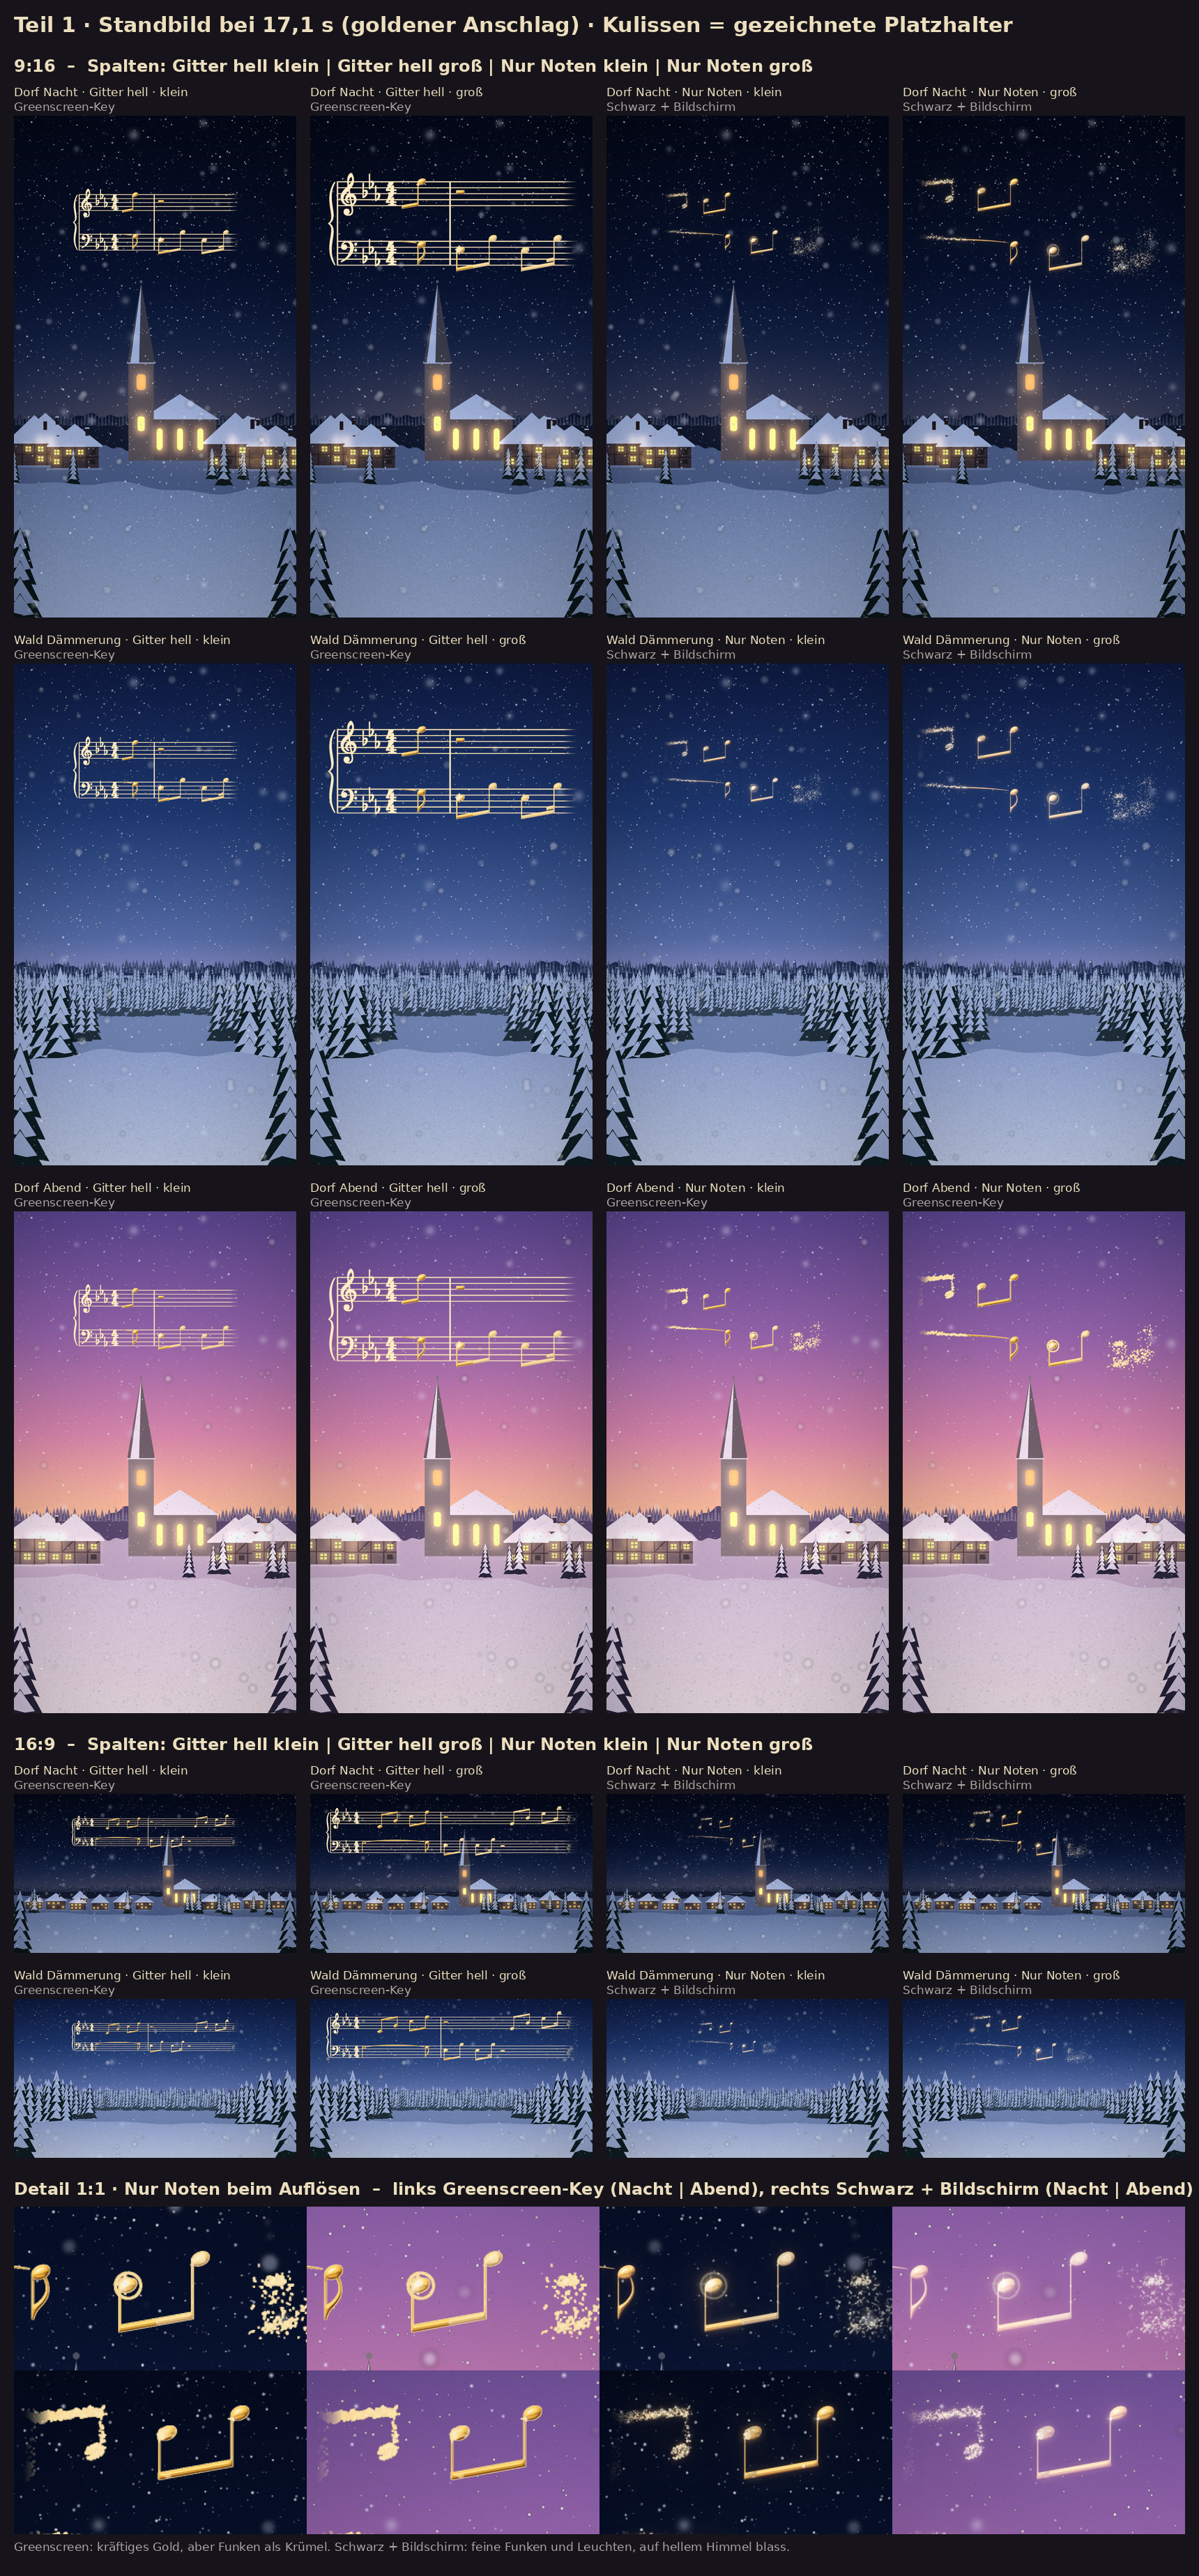 Teil 1 · Standbild bei 17,1 s (goldener Anschlag) · Kulissen = gezeichnete Platzhalter
9:16 – Spalten: Gitter hell klein | Gitter hell groß | Nur Noten klein | Nur Noten groß
Dorf Nacht · Gitter hell · klein
Greenscreen-Key
Dorf Nacht · Gitter hell · groß
Greenscreen-Key
Dorf Nacht · Nur Noten · klein
Schwarz + Bildschirm
Dorf Nacht · Nur Noten · groß
Schwarz + Bildschirm
Wald Dämmerung · Gitter hell · klein
Greenscreen-Key
Wald Dämmerung · Gitter hell · groß
Greenscreen-Key
Wald Dämmerung · Nur Noten · klein
Schwarz + Bildschirm
Wald Dämmerung · Nur Noten · groß
Schwarz + Bildschirm
Dorf Abend · Gitter hell · klein
Greenscreen-Key
Dorf Abend · Gitter hell · groß
Greenscreen-Key
Dorf Abend · Nur Noten · klein
Greenscreen-Key
Dorf Abend · Nur Noten · groß
Greenscreen-Key
16:9 – Spalten: Gitter hell klein | Gitter hell groß | Nur Noten klein | Nur Noten groß
Dorf Nacht · Gitter hell · klein
Greenscreen-Key
Dorf Nacht · Gitter hell · groß
Greenscreen-Key
Dorf Nacht · Nur Noten · klein
Schwarz + Bildschirm
Dorf Nacht · Nur Noten · groß
Schwarz + Bildschirm
Wald Dämmerung · Gitter hell · klein
Greenscreen-Key
Wald Dämmerung · Gitter hell · groß
Greenscreen-Key
Wald Dämmerung · Nur Noten · klein
Schwarz + Bildschirm
Wald Dämmerung · Nur Noten · groß
Schwarz + Bildschirm
Detail 1:1 · Nur Noten beim Auflösen – links Greenscreen-Key (Nacht | Abend), rechts Schwarz + Bildschirm (Nacht | Abend)
Greenscreen: kräftiges Gold, aber Funken als Krümel. Schwarz + Bildschirm: feine Funken und Leuchten, auf hellem Himmel blass.